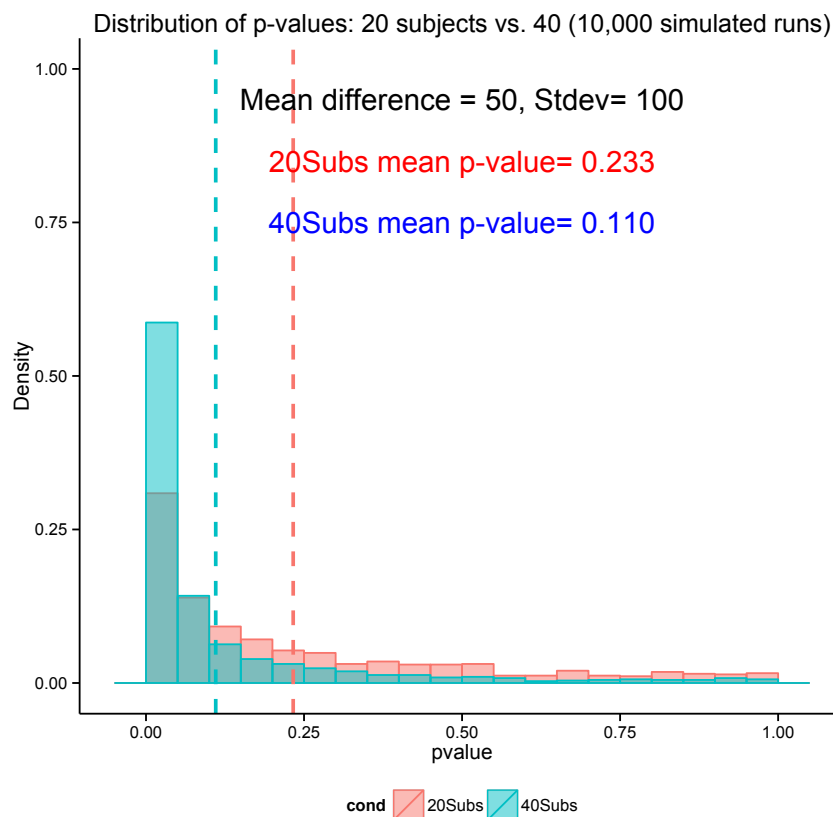 Distribution of p-values: 20 subjects vs. 40 (10,000 simulated runs)
1.00
Mean difference = 50, Stdev= 100
20Subs mean p-value= 0.233
0.75
40Subs mean p-value= 0.110
Density
0.50
0.25
0.00
0.00 0.25 0.50 0.75 1.00
pvalue
cond 20Subs 40Subs